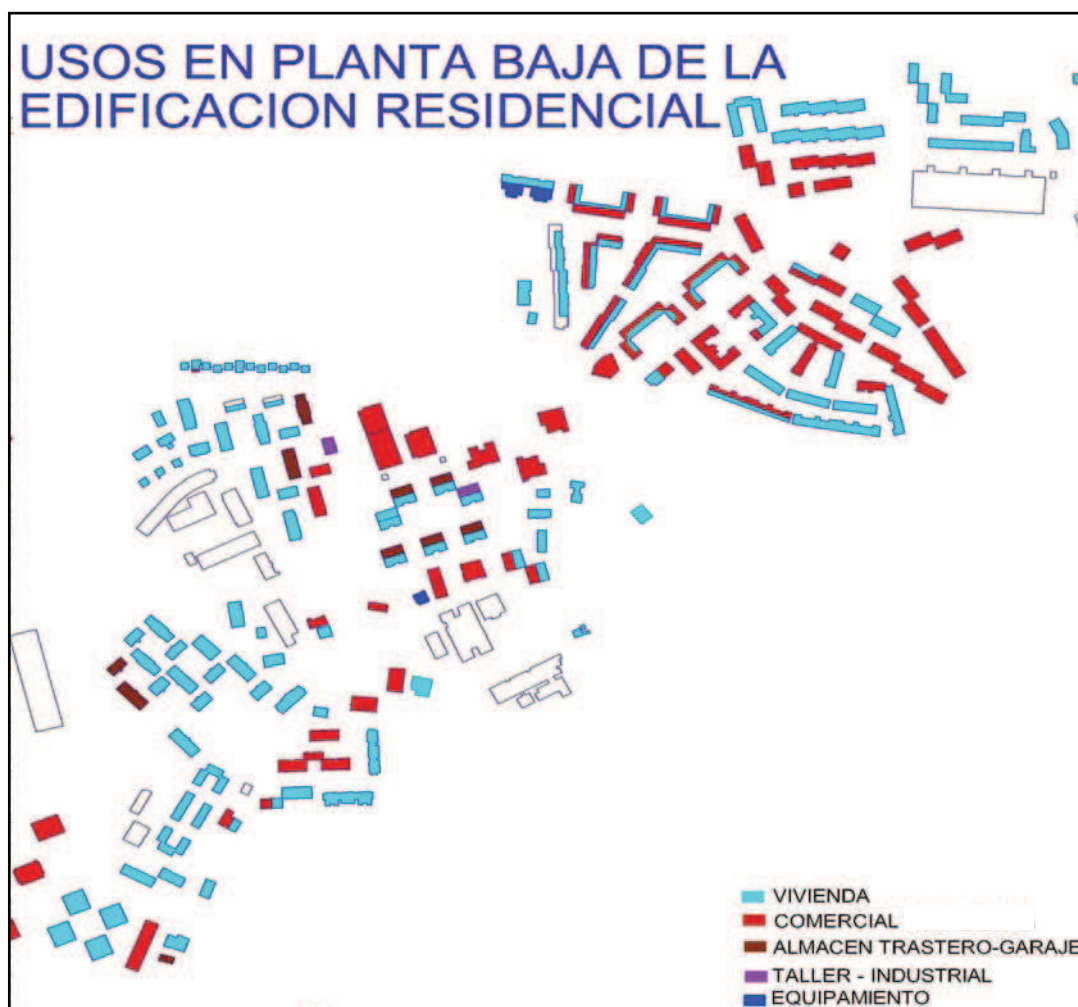 USOS EN PLANTA BAJA DE LA
EDIFICACION RESIDENCIAL
VIVIENDA
COMERCIAL
ALMACEN TRASTERO-GARAJE
TALLER - INDUSTRIAL
EQUIPAMIENTO